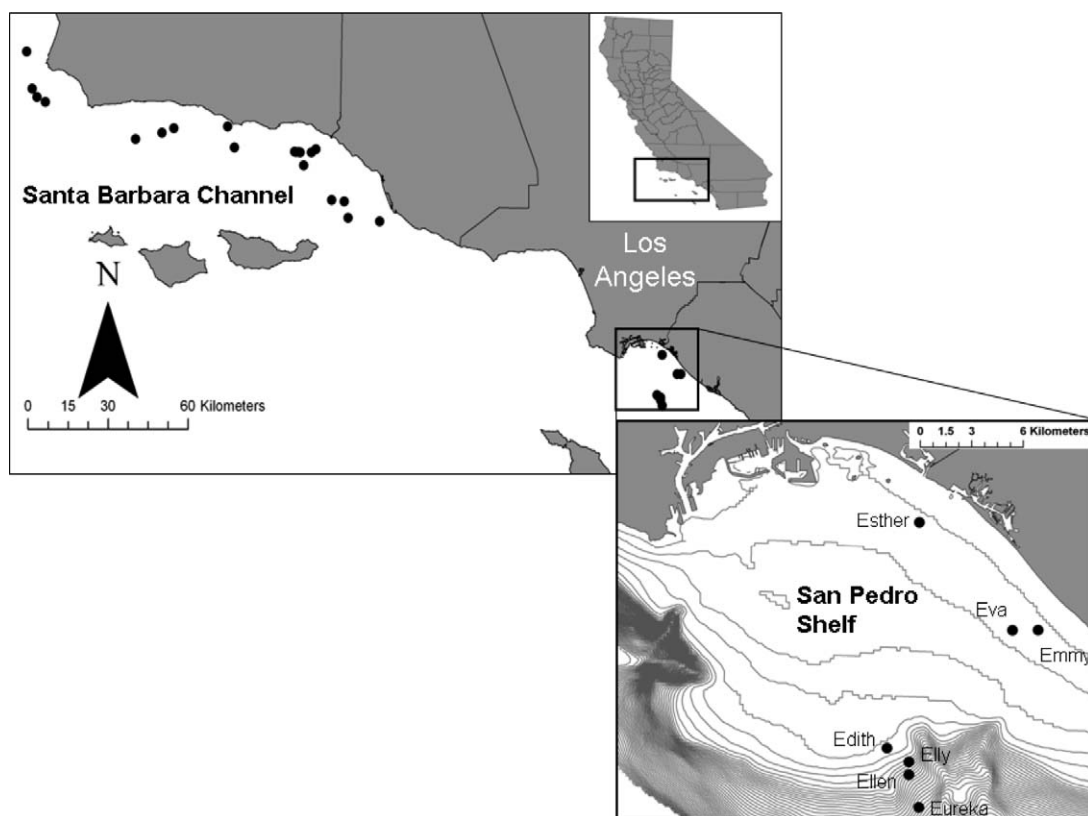 Santa Barbara Channel
N
0 15 30 60 Kilometers
Los
Angeles
0 1.5 3 6 Kilometers
Esther
San Pedro
Shelf
Eva
Emmy
Edith
Elly
Ellen
Eureka